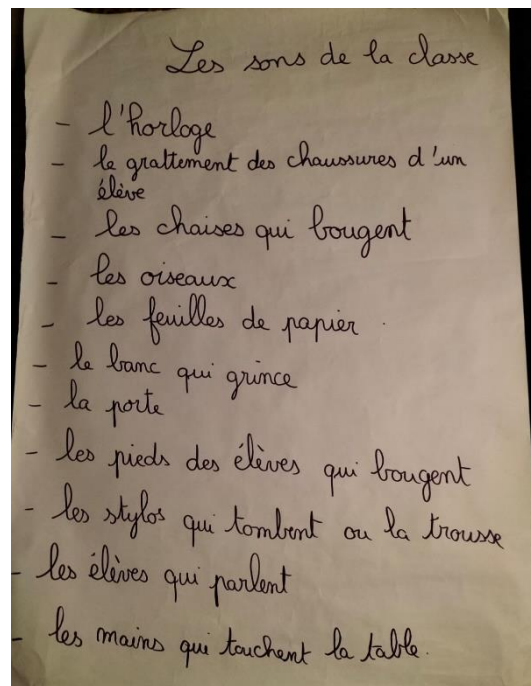 Les sons de la classe
- l'horloge
- le grattement des chaussures d'un
élève
- les chaises qui bougent
- les oiseaux
- les feuilles de papier.
- le banc qui grince
- la porte
- les pieds des élèves qui bougent
- les stylos qui tombent ou la trousse
- les élèves qui parlent
- les mains qui touchent la table.